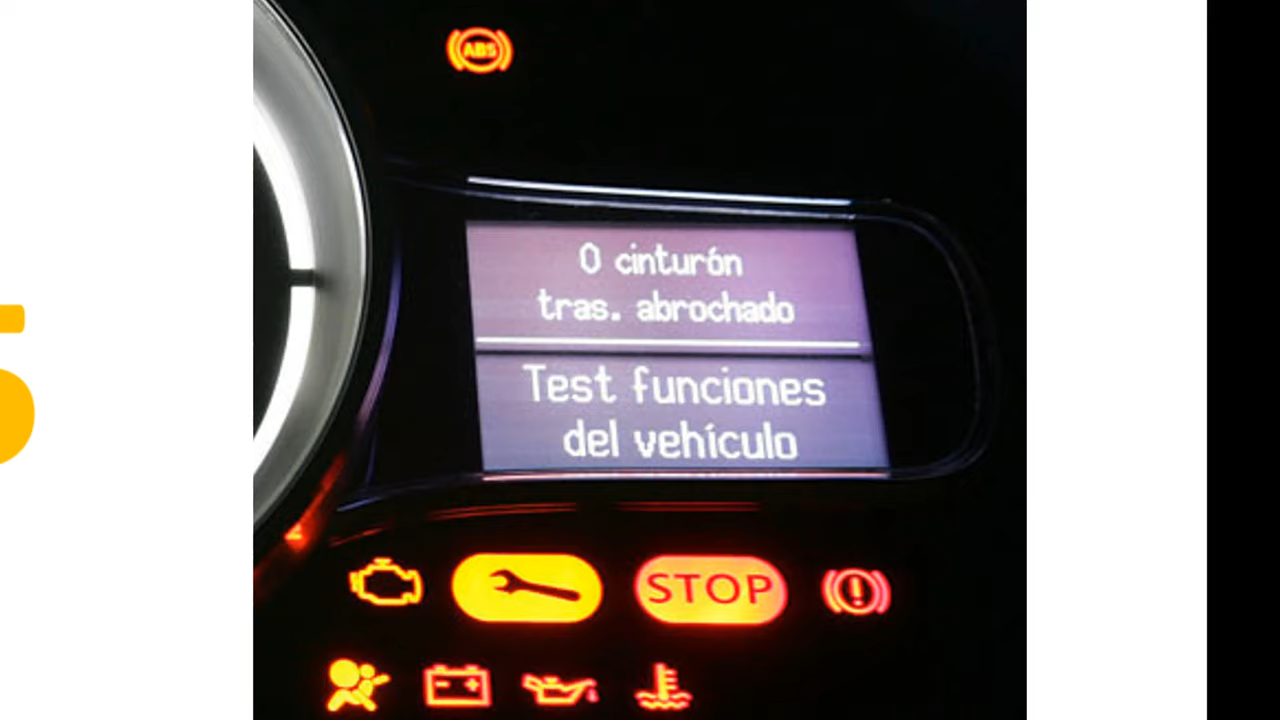 ABS
0 cinturón
tras. abrochado
Test funciones
del vehículo
STOP